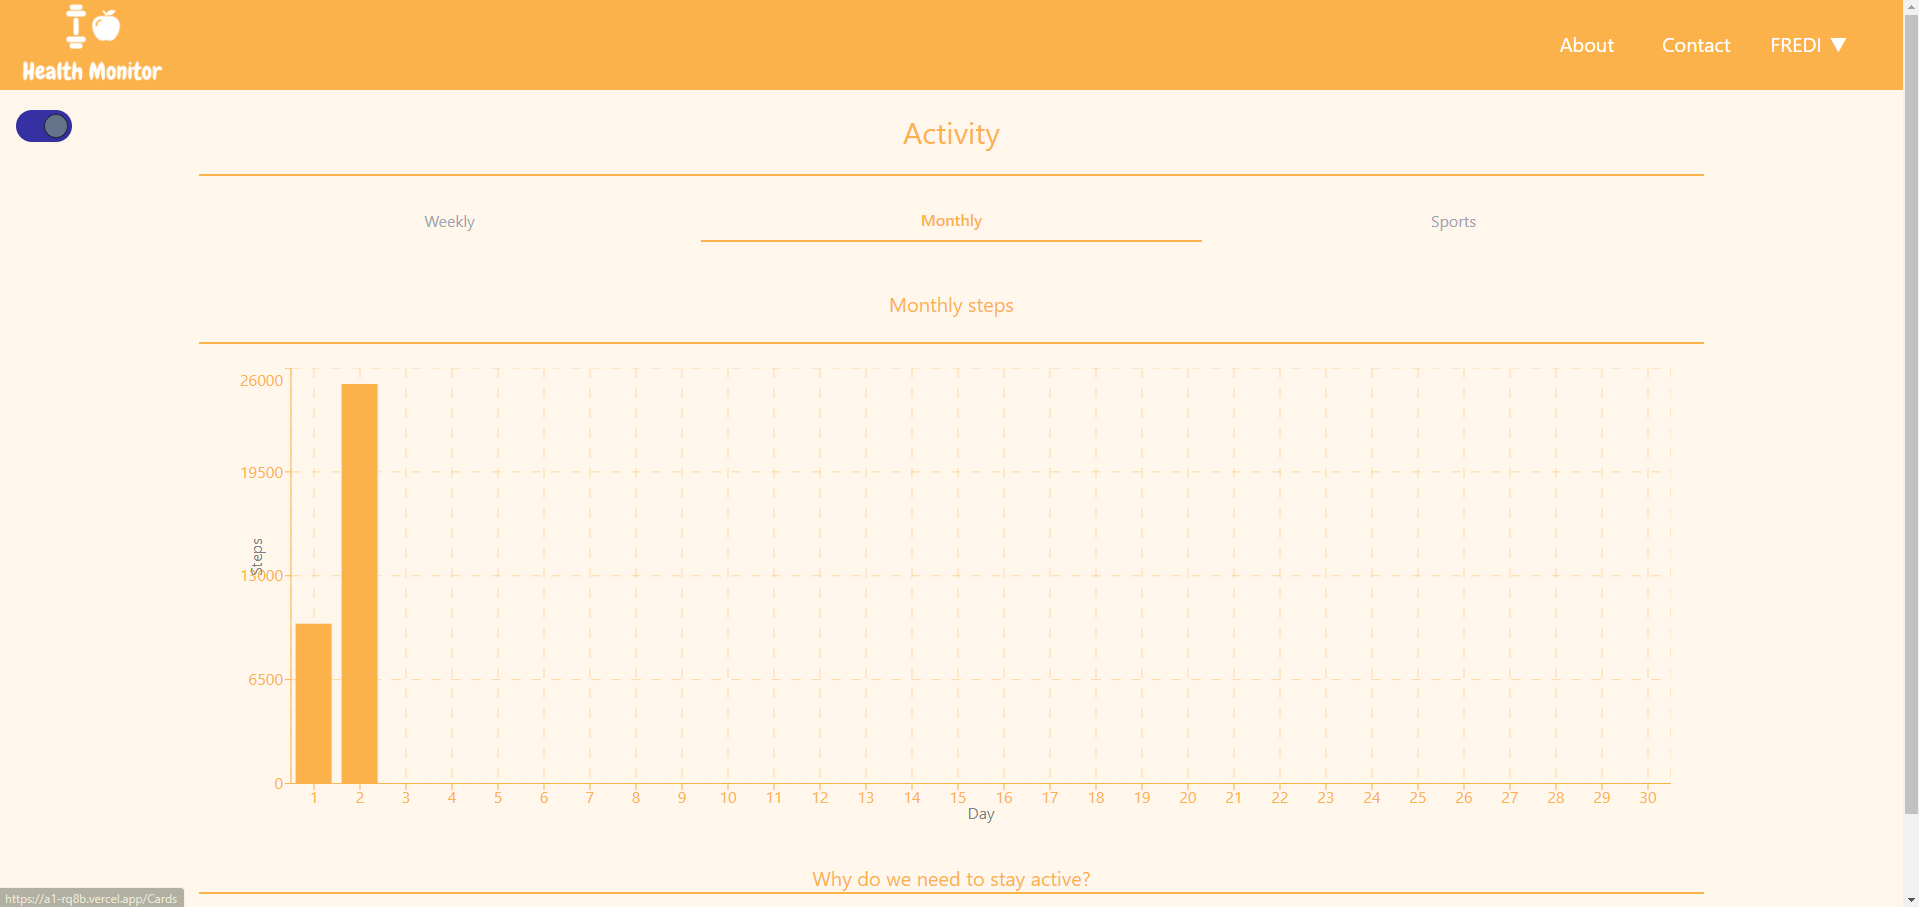 Health Monitor
About Contact FREDI ▼
Activity
Weekly Monthly Sports
Monthly steps
26000
19500
Steps
13000
6500
0
1 2 3 4 5 6 7 8 9 10 11 12 13 14 15 16 17 18 19 20 21 22 23 24 25 26 27 28 29 30
Day
Why do we need to stay active?
https://a1-rq8b.vercel.app/Cards